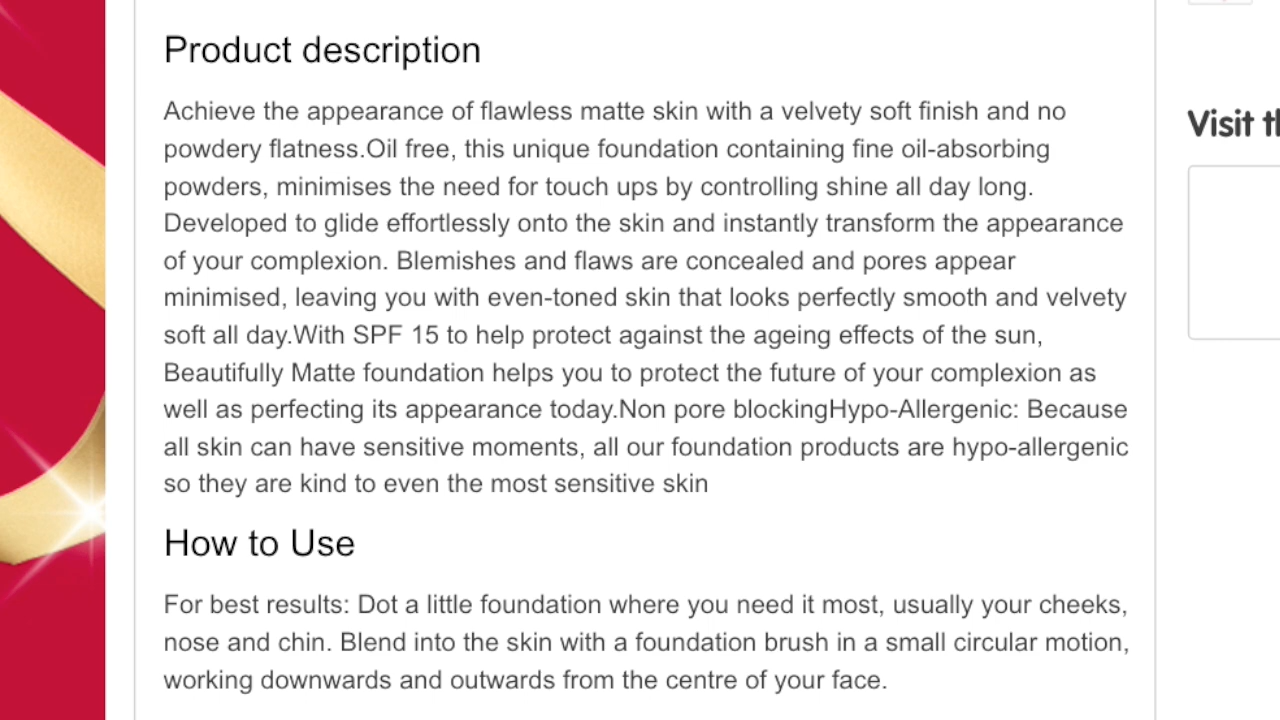 Product description
Achieve the appearance of flawless matte skin with a velvety soft finish and no
powdery flatness.Oil free, this unique foundation containing fine oil-absorbing
powders, minimises the need for touch ups by controlling shine all day long.
Developed to glide effortlessly onto the skin and instantly transform the appearance
of your complexion. Blemishes and flaws are concealed and pores appear
minimised, leaving you with even-toned skin that looks perfectly smooth and velvety
soft all day.With SPF 15 to help protect against the ageing effects of the sun,
Beautifully Matte foundation helps you to protect the future of your complexion as
well as perfecting its appearance today.Non pore blockingHypo-Allergenic: Because
all skin can have sensitive moments, all our foundation products are hypo-allergenic
so they are kind to even the most sensitive skin
How to Use
For best results: Dot a little foundation where you need it most, usually your cheeks,
nose and chin. Blend into the skin with a foundation brush in a small circular motion,
working downwards and outwards from the centre of your face.
Visit